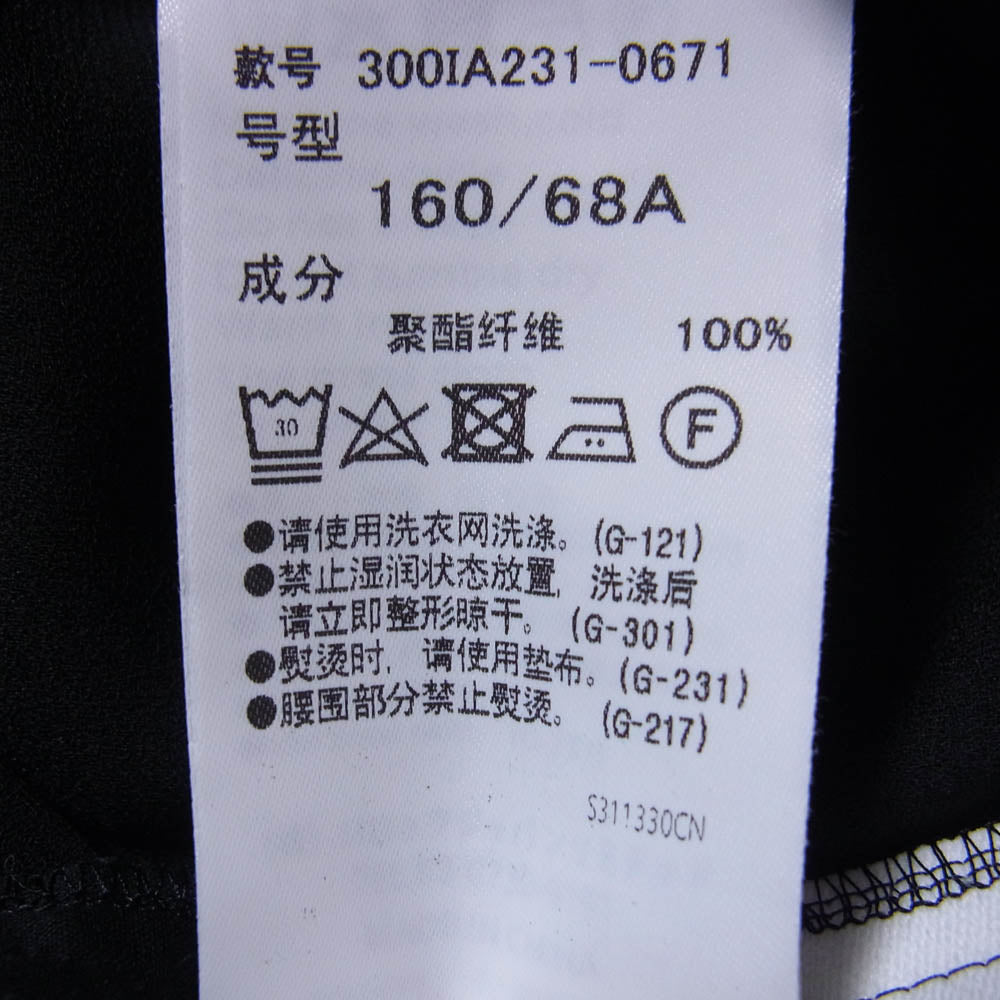 款号 300IA231-0671
号型
160/68A
成分
聚酯纤维 100%
30
F
●请使用洗衣网洗涤。(G-121)
●禁止湿润状态放置, 洗涤后
请立即整形晾干。(G-301)
●熨烫时, 请使用垫布。(G-231)
●腰围部分禁止熨烫。(G-217)
S311330CN